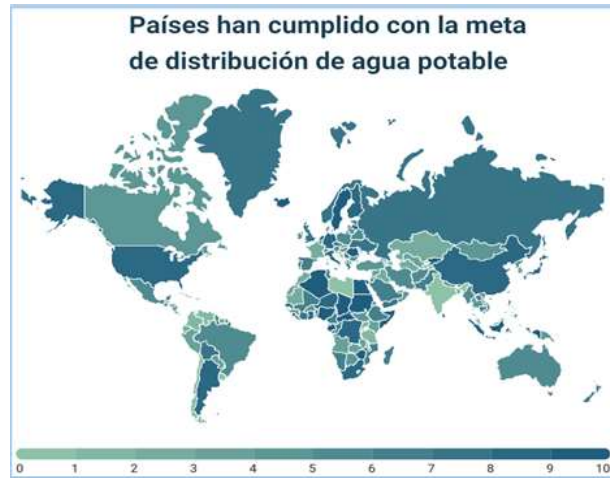 Países han cumplido con la meta
de distribución de agua potable
0 1 2 3 4 5 6 7 8 9 10